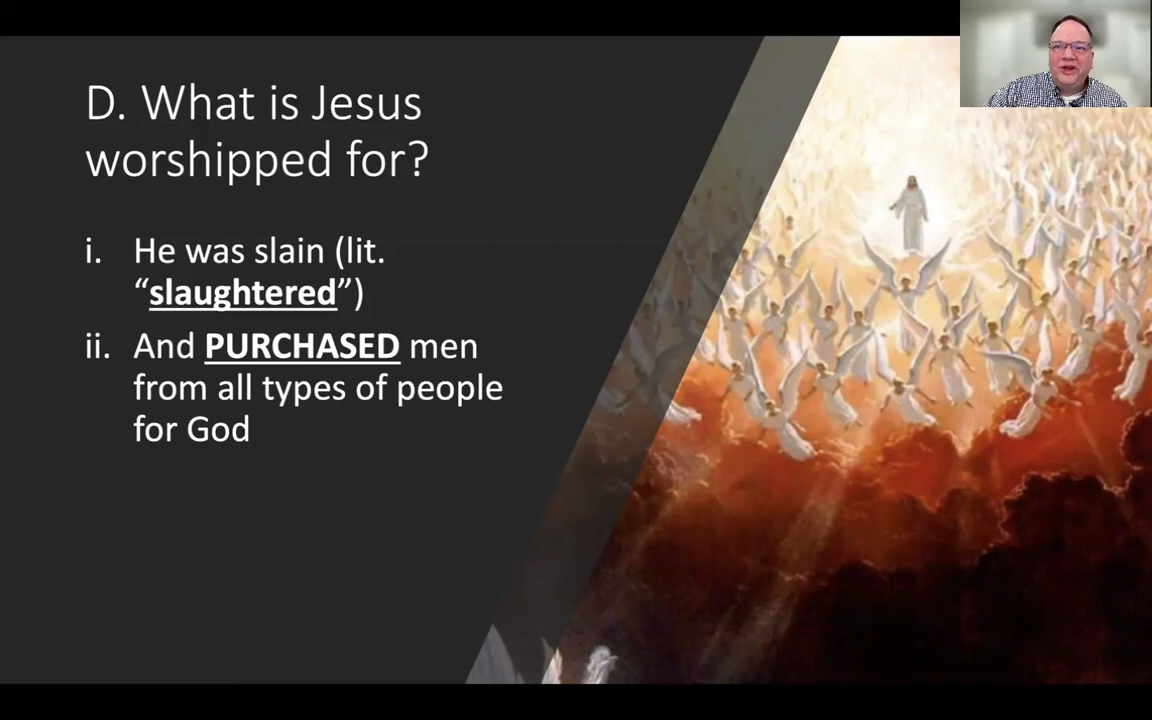 D. What is Jesus
worshipped for?
i. He was slain (lit.
“slaughtered”)
ii. And PURCHASED men
from all types of people
for God